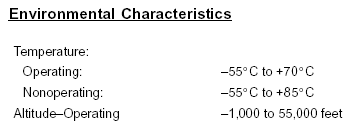 Environmental Characteristics
Temperature:
Operating: –55°C to +70°C
Nonoperating: –55°C to +85°C
Altitude–Operating –1,000 to 55,000 feet